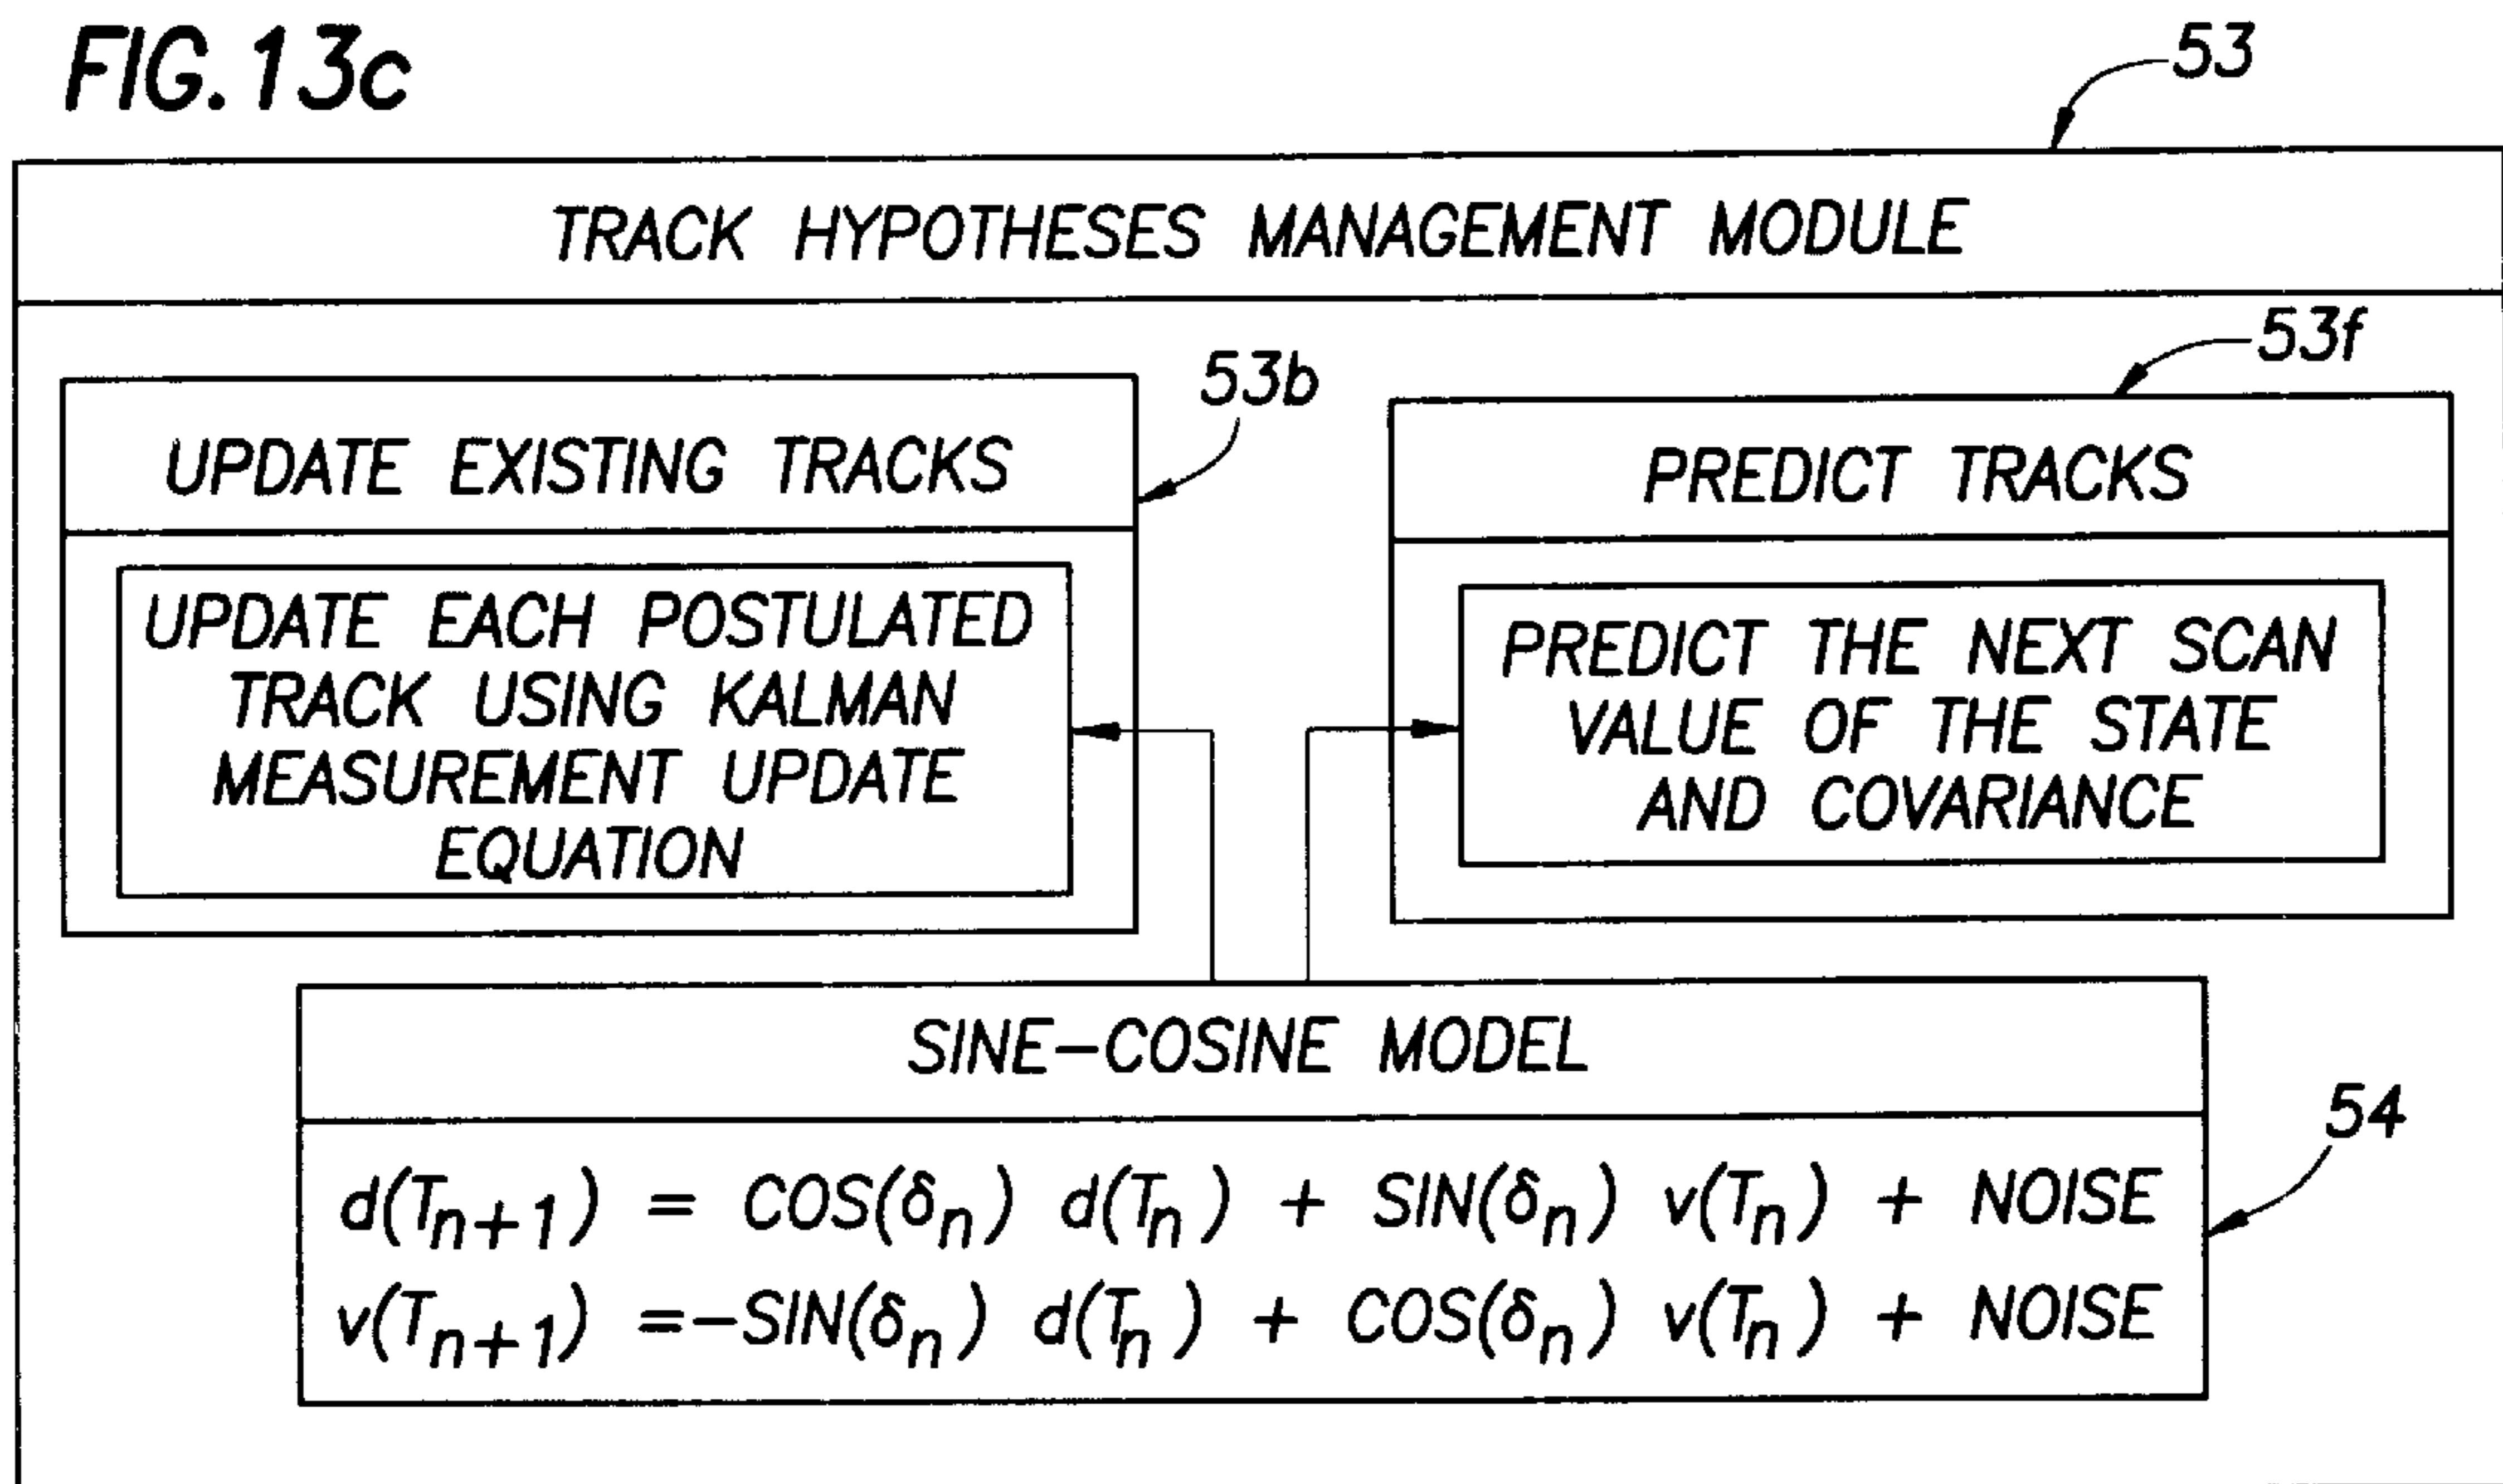 FIG. 13c
53
TRACK HYPOTHESES MANAGEMENT MODULE
53b
53f
UPDATE EXISTING TRACKS
UPDATE EACH POSTULATED
TRACK USING KALMAN
MEASUREMENT UPDATE
EQUATION
PREDICT TRACKS
PREDICT THE NEXT SCAN
VALUE OF THE STATE
AND COVARIANCE
SINE-COSINE MODEL
54
d(Tn+1) = COS(δn) d(Tn) + SIN(δn) v(Tn) + NOISE
v(Tn+1) =-SIN(δn) d(Tn) + COS(δn) v(Tn) + NOISE